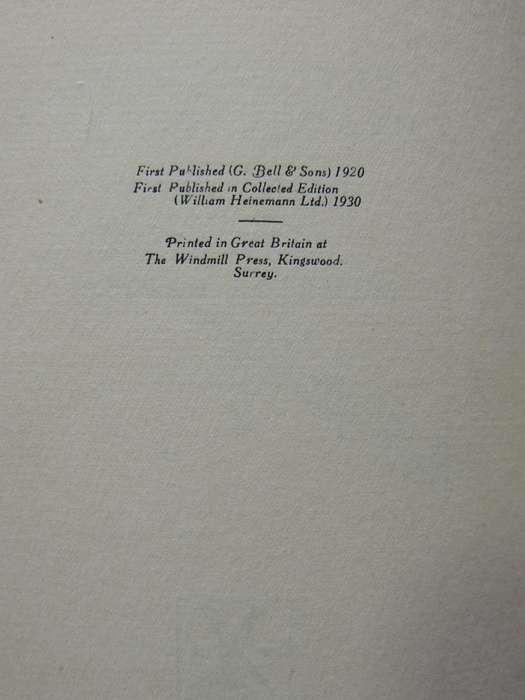 First Published (G. Bell & Sons) 1920
First Published in Collected Edition
(William Heinemann Ltd.) 1930
Printed in Great Britain at
The Windmill Press, Kingswood.
Surrey.